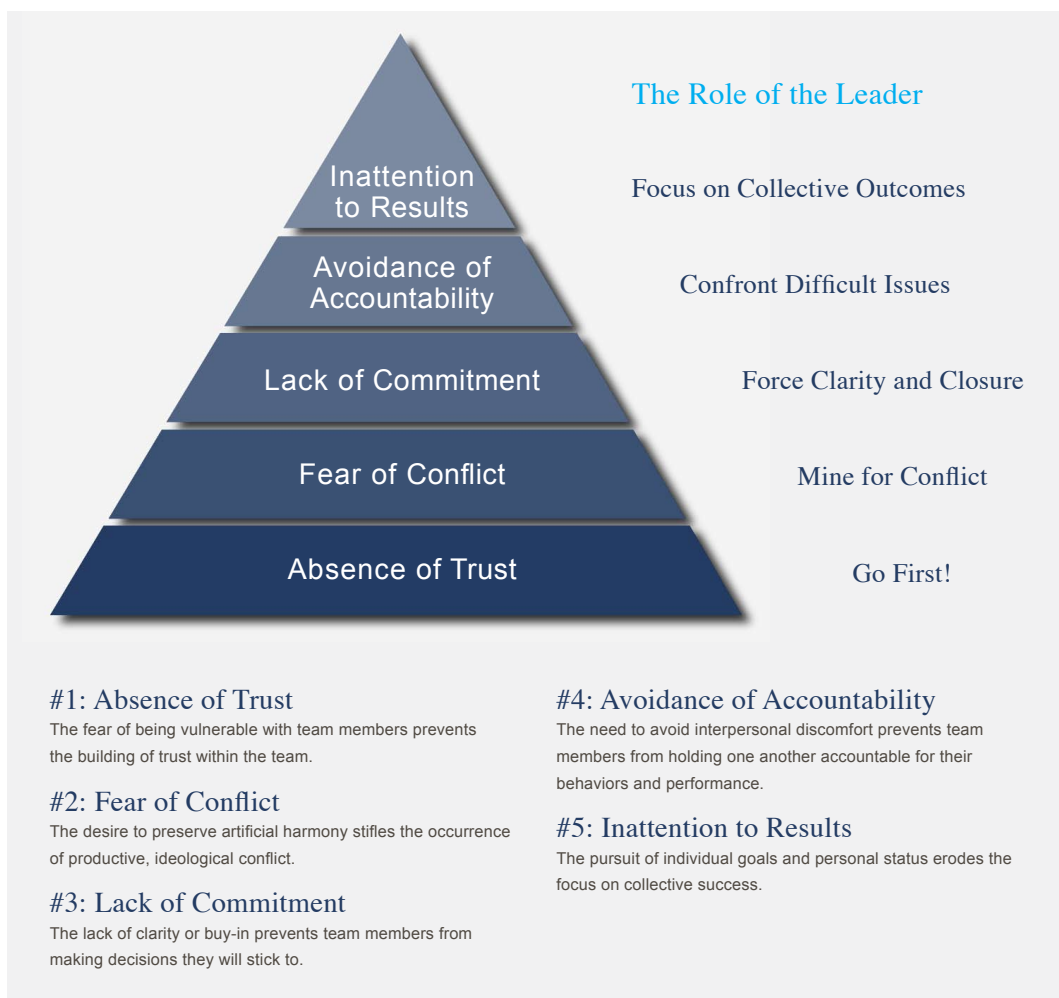 The Role of the Leader
Inattention
to Results
Focus on Collective Outcomes
Avoidance of
Accountability
Confront Difficult Issues
Lack of Commitment
Force Clarity and Closure
Fear of Conflict
Mine for Conflict
Absence of Trust
Go First!
#1: Absence of Trust
The fear of being vulnerable with team members prevents
the building of trust within the team.
#2: Fear of Conflict
The desire to preserve artificial harmony stifles the occurrence
of productive, ideological conflict.
#3: Lack of Commitment
The lack of clarity or buy-in prevents team members from
making decisions they will stick to.
#4: Avoidance of Accountability
The need to avoid interpersonal discomfort prevents team
members from holding one another accountable for their
behaviors and performance.
#5: Inattention to Results
The pursuit of individual goals and personal status erodes the
focus on collective success.